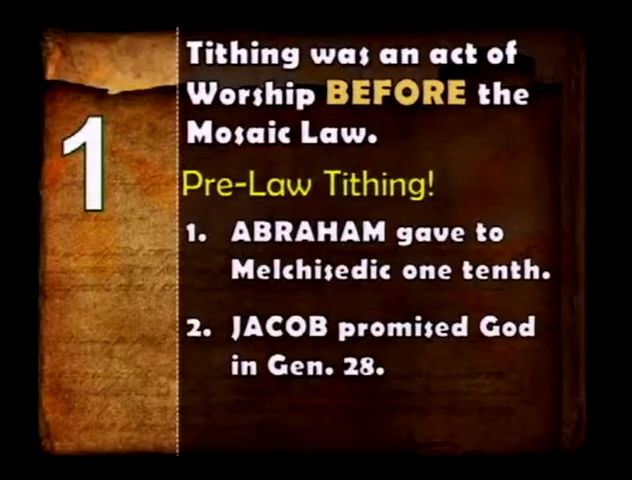 1
Tithing was an act of
Worship BEFORE the
Mosaic Law.
Pre-Law Tithing!
1. ABRAHAM gave to
Melchisedic one tenth.
2. JACOB promised God
in Gen. 28.